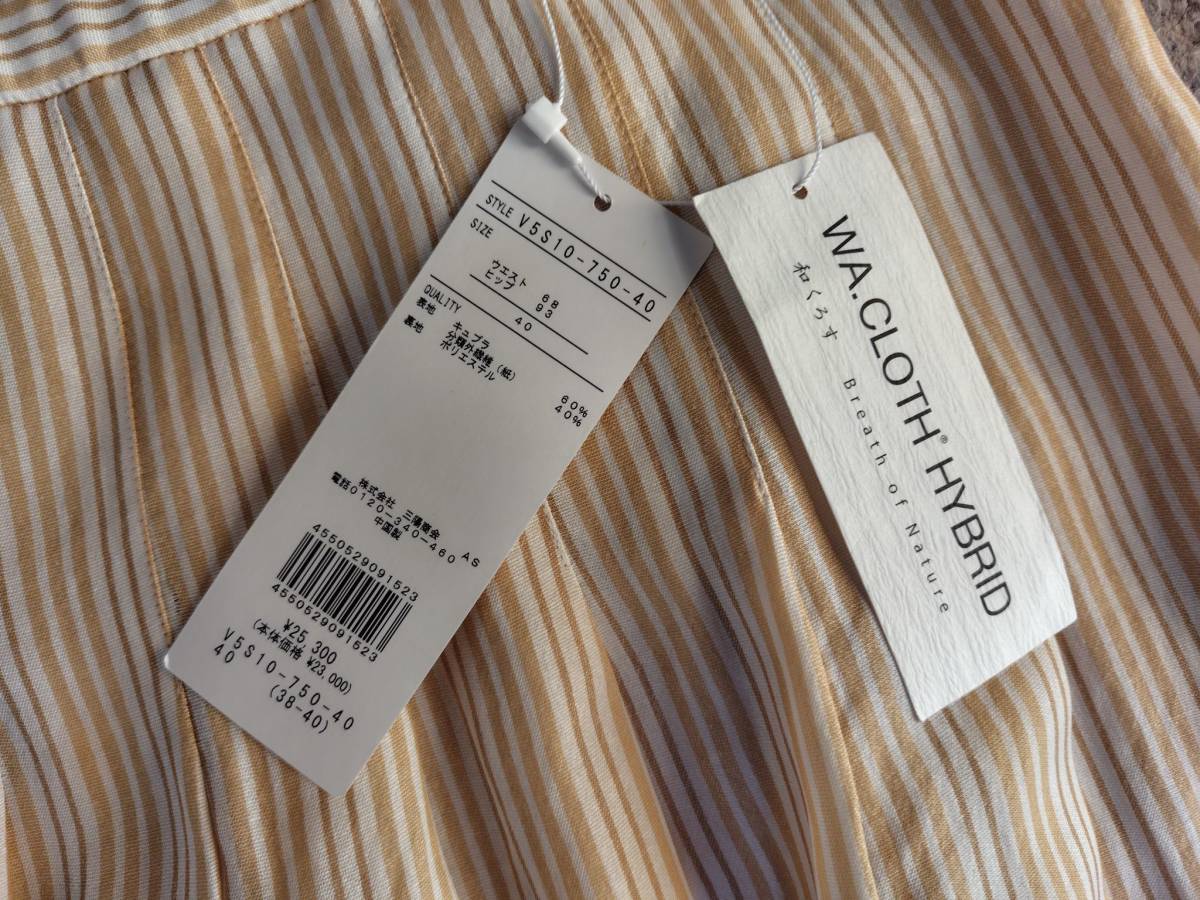 STYLE V5S10-750-40
SIZE
ウエスト 68
ヒップ 93
40
QUALITY
表地 キュプラ 60%
分類外繊維(紙) 40%
裏地 ポリエステル
株式会社 三陽商会 AS
電話0120-340-460
中国製
4550529091523
4550529091523
¥25,300
(本体価格 ¥23,000)
V5S10-750-40
40 (38-40)
WA.CLOTH® HYBRID
和くろす Breath of Nature